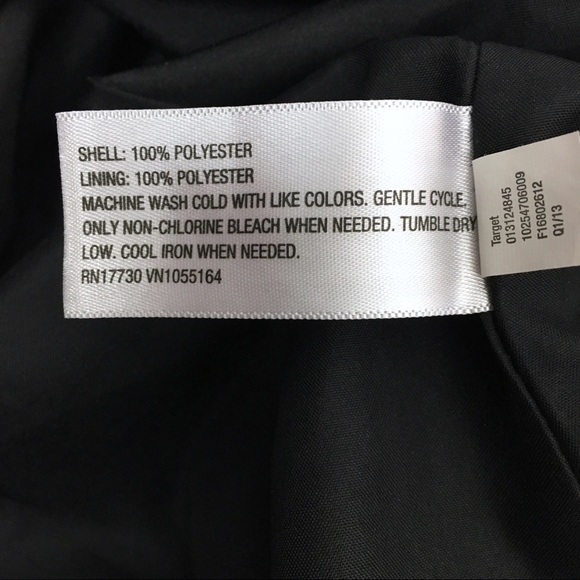 SHELL: 100% POLYESTER
LINING: 100% POLYESTER
MACHINE WASH COLD WITH LIKE COLORS. GENTLE CYCLE.
ONLY NON-CHLORINE BLEACH WHEN NEEDED. TUMBLE DRY
LOW. COOL IRON WHEN NEEDED.
RN17730 VN1055164
Target
013124845
10254706009
F16802612
Q1/13